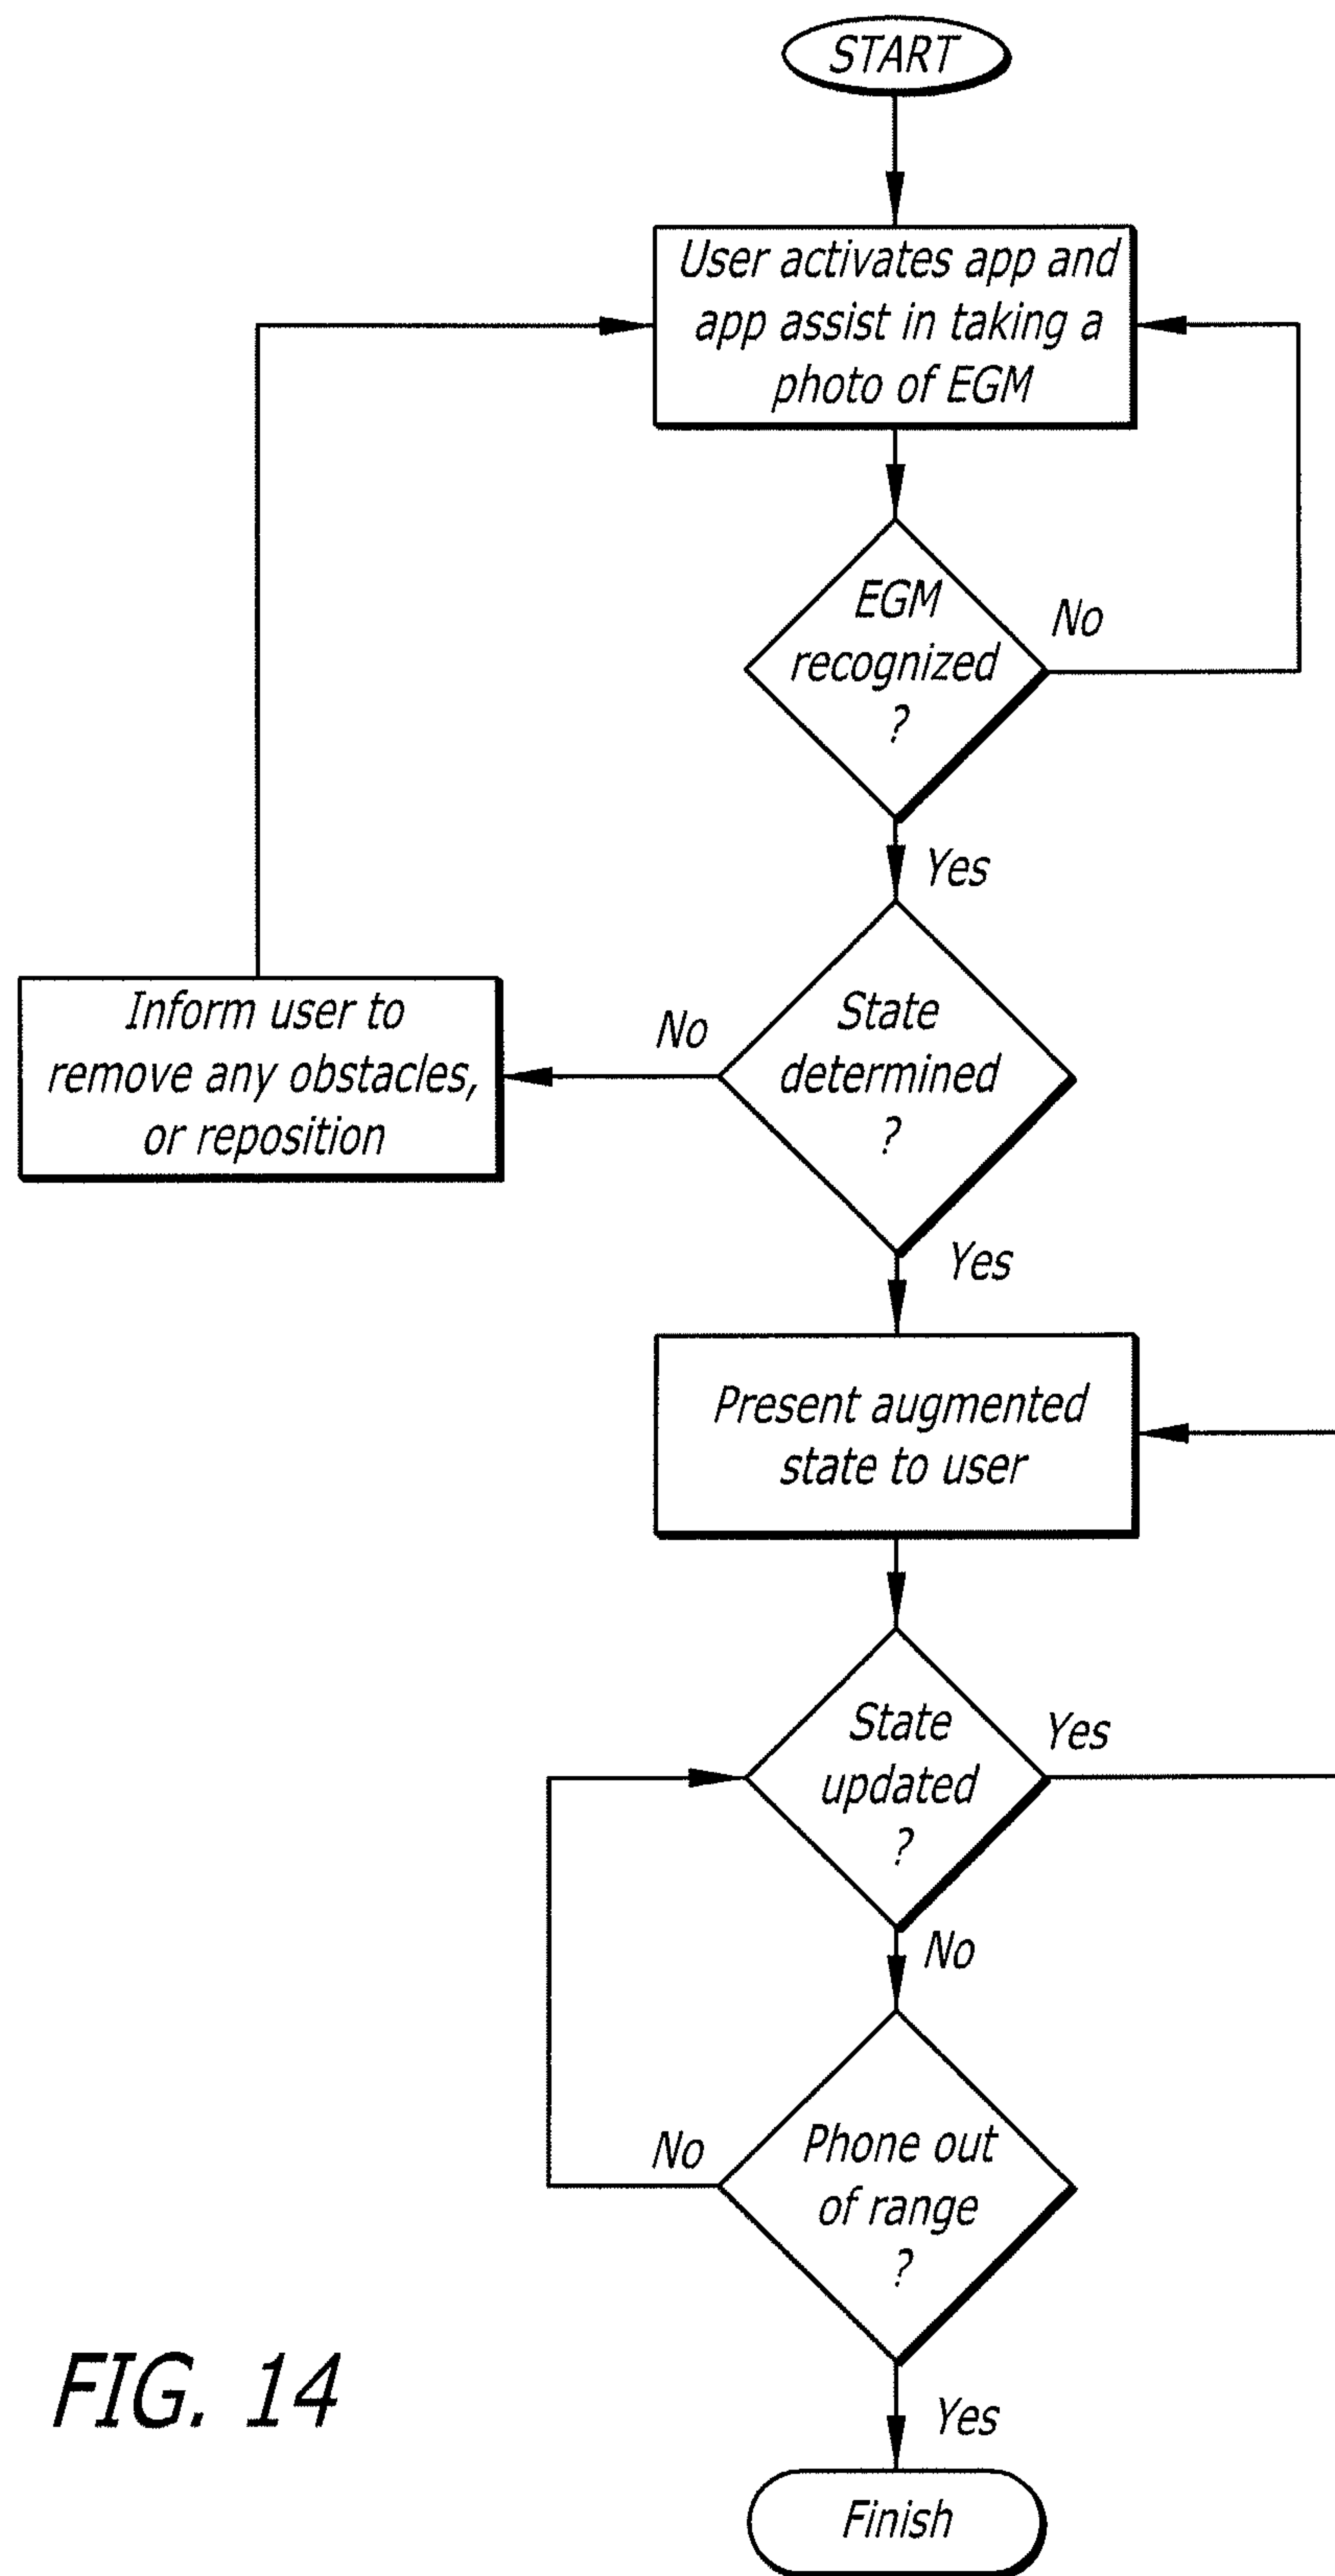 START
User activates app and
app assist in taking a
photo of EGM
EGM
recognized
?
No
Yes
Inform user to
remove any obstacles,
or reposition
No
State
determined
?
Yes
Present augmented
state to user
State
updated
?
Yes
No
No
Phone out
of range
?
Yes
Finish
FIG. 14